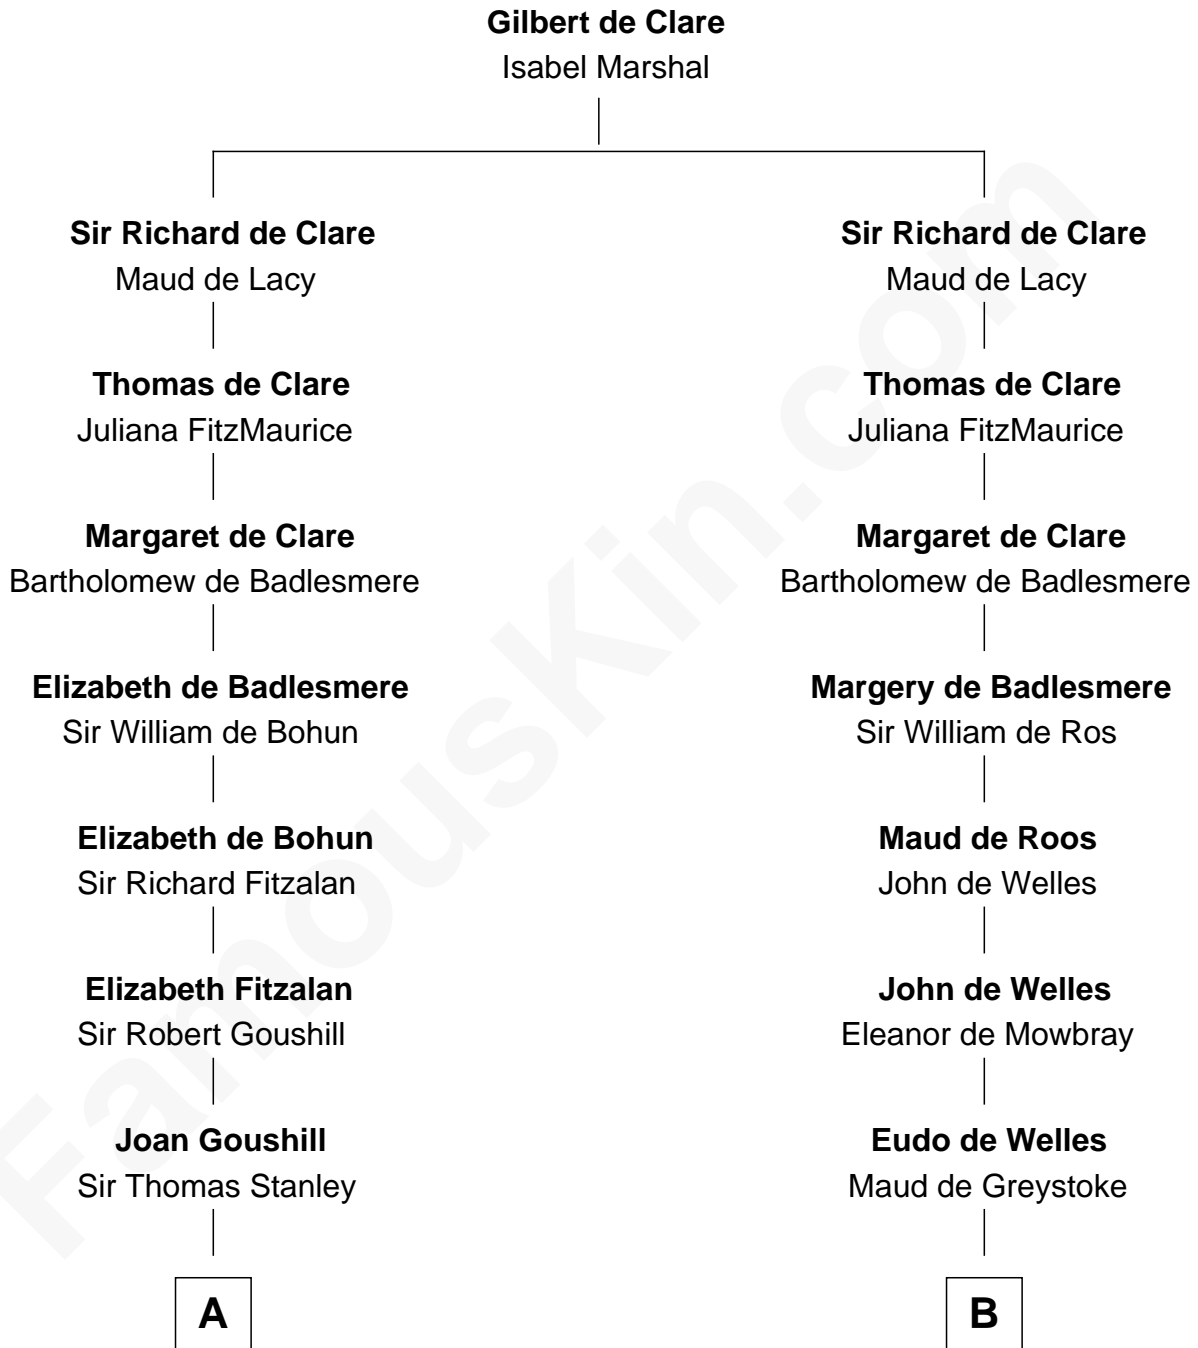 Gilbert de Clare
Isabel Marshal
Sir Richard de Clare
Maud de Lacy
Thomas de Clare
Juliana FitzMaurice
Margaret de Clare
Bartholomew de Badlesmere
Elizabeth de Badlesmere
Sir William de Bohun
Elizabeth de Bohun
Sir Richard Fitzalan
Elizabeth Fitzalan
Sir Robert Goushill
Joan Goushill
Sir Thomas Stanley
A
Sir Richard de Clare
Maud de Lacy
Thomas de Clare
Juliana FitzMaurice
Margaret de Clare
Bartholomew de Badlesmere
Margery de Badlesmere
Sir William de Ros
Maud de Roos
John de Welles
John de Welles
Eleanor de Mowbray
Eudo de Welles
Maud de Greystoke
B
FamousKin.com